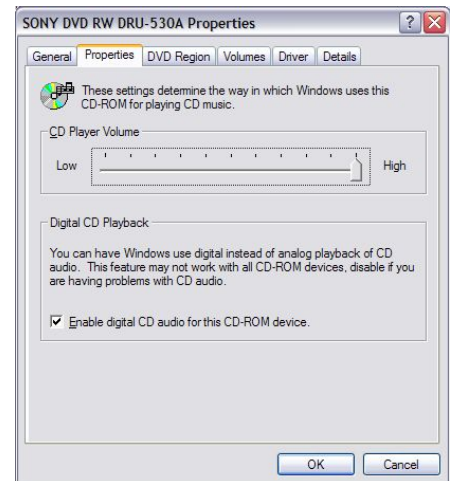 SONY DVD RW DRU-530A Properties
General Properties DVD Region Volumes Driver Details
These settings determine the way in which Windows uses this
CD-ROM for playing CD music.
CD Player Volume
Low High
Digital CD Playback
You can have Windows use digital instead of analog playback of CD
audio. This feature may not work with all CD-ROM devices, disable if you
are having problems with CD audio.
Enable digital CD audio for this CD-ROM device.
OK Cancel